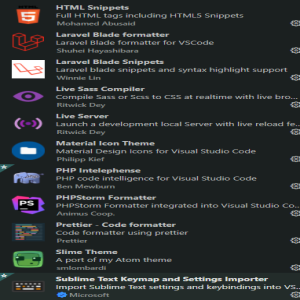 HTML Snippets
Full HTML tags including HTML5 Snippets
Mohamed Abusaid
Laravel Blade formatter
Laravel Blade formatter for VSCode
Shuhei Hayashibara
Laravel Blade Snippets
Laravel blade snippets and syntax highlight support
Winnie Lin
Live Sass Compiler
Compile Sass or Scss to CSS at realtime with live bro...
Ritwick Dey
Live Server
Launch a development local Server with live reload fe...
Ritwick Dey
Material Icon Theme
Material Design Icons for Visual Studio Code
Philipp Kief
PHP Intelephense
PHP code intelligence for Visual Studio Code
Ben Mewburn
PHPStorm Formatter
PHPStorm Formatter integrated into Visual Studio Co...
Animus Coop.
Prettier - Code formatter
Code formatter using prettier
Prettier
Slime Theme
A port of my Atom theme
smlombardi
Sublime Text Keymap and Settings Importer
Import Sublime Text settings and keybindings into VS...
Microsoft